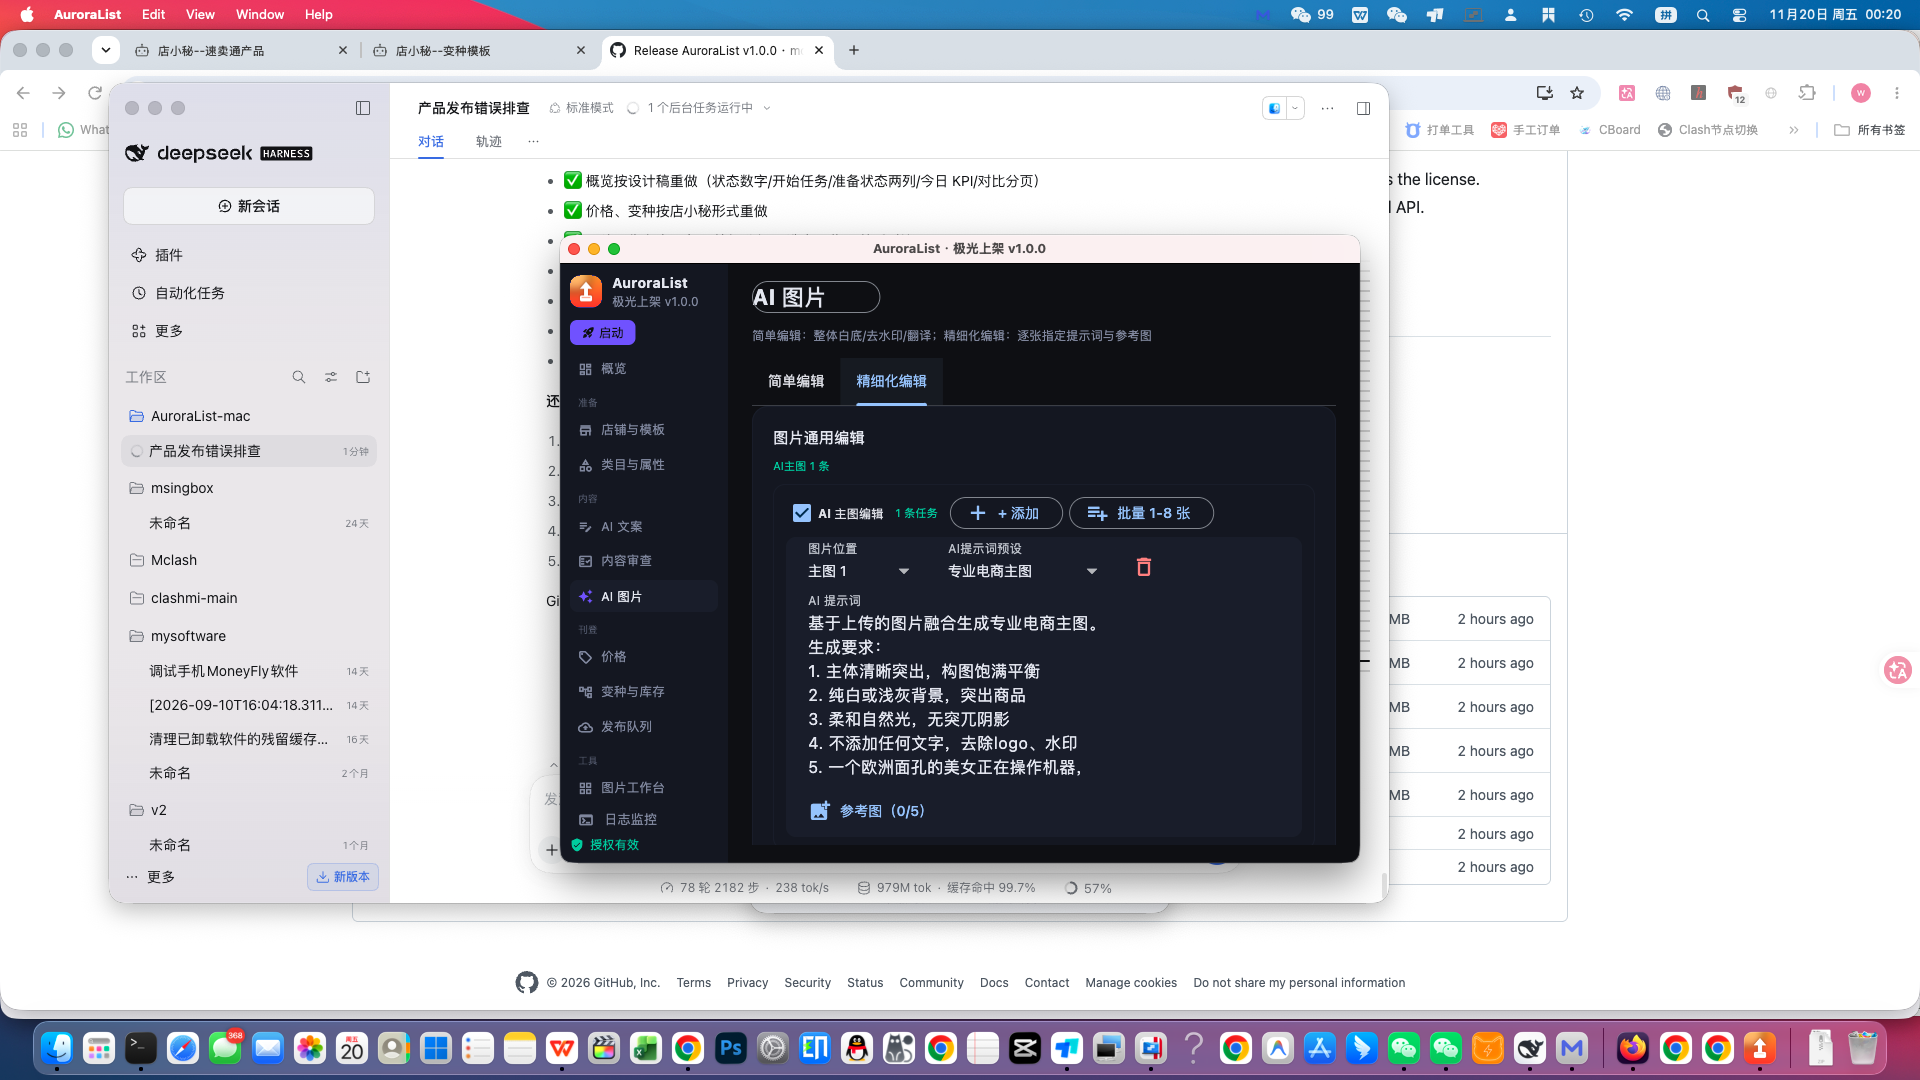 AuroraList Edit View Window Help
99
拼
11月20日 周五 00:20
店小秘--速卖通产品
店小秘--变种模板
Release AuroraList v1.0.0 · m
12
W
What
打单工具
手工订单
CBoard
Clash节点切换
所有书签
deepseek HARNESS
新会话
插件
自动化任务
更多
工作区
AuroraList-mac
产品发布错误排查 1分钟
msingbox
未命名 24天
Mclash
clashmi-main
mysoftware
调试手机MoneyFly软件 14天
[2026-09-10T16:04:18.311... 14天
清理已卸载软件的残留缓存... 16天
未命名 2个月
v2
未命名 1个月
更多
新版本
产品发布错误排查 标准模式 1 个后台任务运行中
对话 轨迹 ...
✅ 概览按设计稿重做（状态数字/开始任务/准备状态两列/今日 KPI/对比分页）
✅ 价格、变种按店小秘形式重做
还
1.
2.
3.
4.
5.
Gi
发
78 轮 2182 步 · 238 tok/s
979M tok · 缓存命中 99.7%
57%
AuroraList · 极光上架 v1.0.0
AuroraList
极光上架 v1.0.0
启动
概览
准备
店铺与模板
类目与属性
内容
AI 文案
内容审查
AI 图片
刊登
价格
变种与库存
发布队列
工具
图片工作台
日志监控
授权有效
AI 图片
简单编辑：整体白底/去水印/翻译；精细化编辑：逐张指定提示词与参考图
简单编辑 精细化编辑
图片通用编辑
AI主图 1 条
AI 主图编辑 1 条任务 + 添加 批量 1-8 张
图片位置 AI提示词预设
主图 1 专业电商主图
AI 提示词
基于上传的图片融合生成专业电商主图。
生成要求：
1. 主体清晰突出，构图饱满平衡
2. 纯白或浅灰背景，突出商品
3. 柔和自然光，无突兀阴影
4. 不添加任何文字，去除logo、水印
5. 一个欧洲面孔的美女正在操作机器，
参考图（0/5）
s the license.
API.
MB 2 hours ago
MB 2 hours ago
MB 2 hours ago
MB 2 hours ago
MB 2 hours ago
2 hours ago
2 hours ago
© 2026 GitHub, Inc. Terms Privacy Security Status Community Docs Contact Manage cookies Do not share my personal information
368
周五
20
Ps